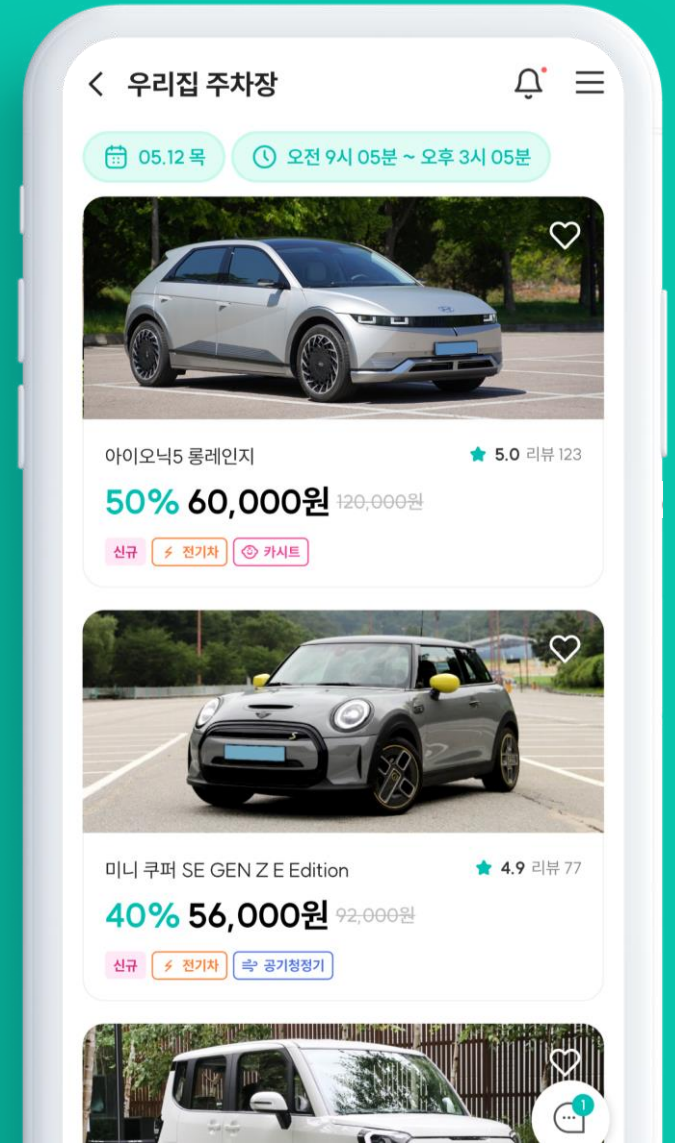 우리집 주차장
05.12 목
오전 9시 05분 ~ 오후 3시 05분
아이오닉5 롱레인지
5.0 리뷰 123
50% 60,000원 120,000원
신규 전기차 카시트
미니 쿠퍼 SE GEN Z E Edition
4.9 리뷰 77
40% 56,000원 92,000원
신규 전기차 공기청정기
1